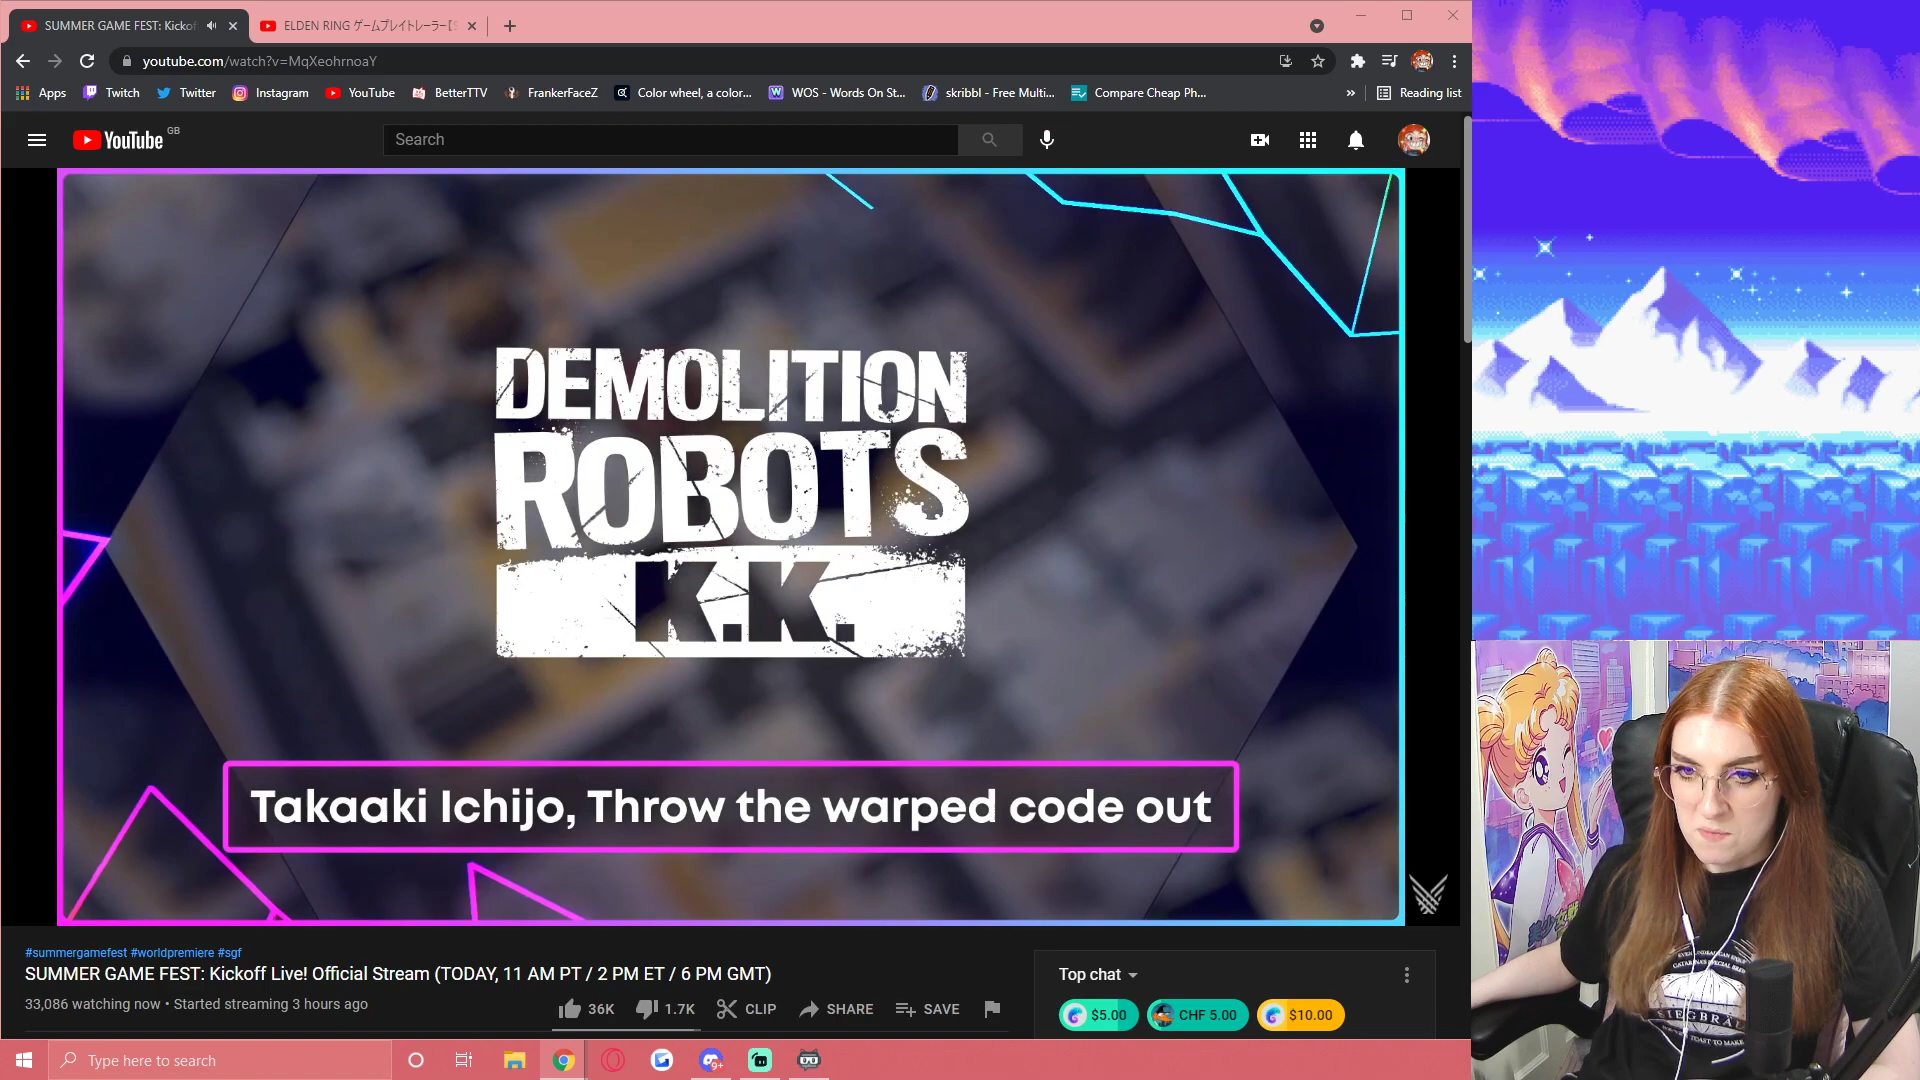 SUMMER GAME FEST: Kickof
ELDEN RING ゲームプレイトレーラー【S
youtube.com/watch?v=MqXeohrnoaY
Apps
Twitch
Twitter
Instagram
YouTube
BetterTTV
FrankerFaceZ
Color wheel, a color...
WOS - Words On St...
skribbl - Free Multi...
Compare Cheap Ph...
»
Reading list
YouTube GB
Search
DEMOLITION
ROBOTS
K.K.
Takaaki Ichijo, Throw the warped code out
#summergamefest #worldpremiere #sgf
SUMMER GAME FEST: Kickoff Live! Official Stream (TODAY, 11 AM PT / 2 PM ET / 6 PM GMT)
33,086 watching now • Started streaming 3 hours ago
36K
1.7K
CLIP
SHARE
SAVE
Top chat
$5.00
CHF 5.00
$10.00
Type here to search
9+